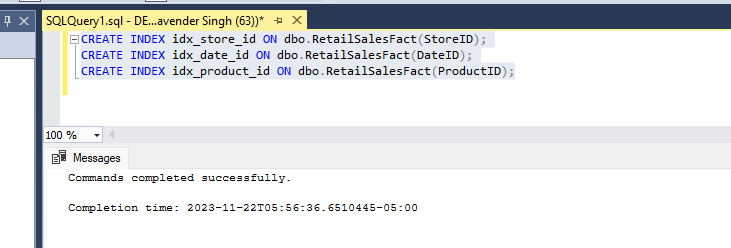 SQLQuery1.sql - DE...avender Singh (63))*
CREATE INDEX idx_store_id ON dbo.RetailSalesFact(StoreID);
CREATE INDEX idx_date_id ON dbo.RetailSalesFact(DateID);
CREATE INDEX idx_product_id ON dbo.RetailSalesFact(ProductID);
100 %
Messages
Commands completed successfully.
Completion time: 2023-11-22T05:56:36.6510445-05:00